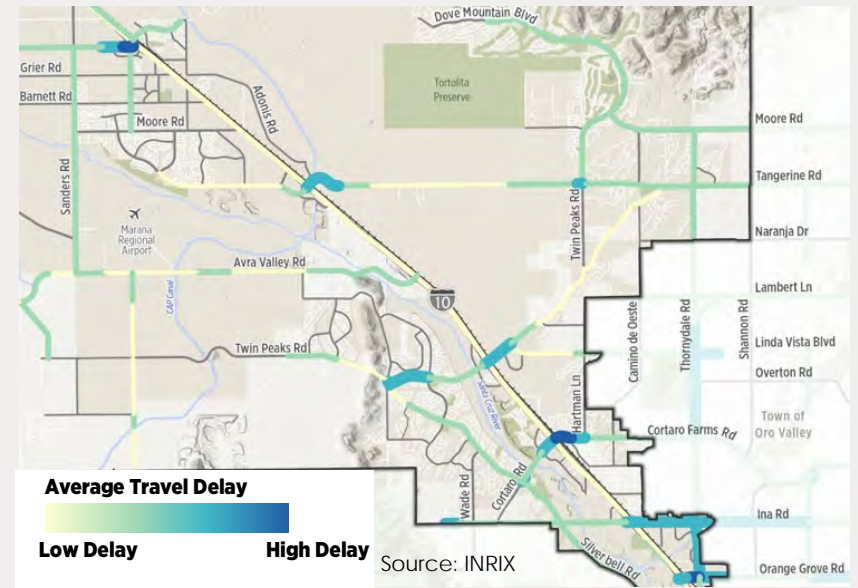 Dove Mountain Blvd
Grier Rd
Barnett Rd
Adonis Rd
Tortolita
Preserve
Moore Rd
Moore Rd
Sanders Rd
Tangerine Rd
Twin Peaks Rd
Marana
Regional
Airport
Naranja Dr
Avra Valley Rd
CAP Canal
10
Lambert Ln
Camino de Oeste
Thornydale Rd
Shannon Rd
Twin Peaks Rd
Linda Vista Blvd
Overton Rd
Santa Cruz River
Hartman Ln
Town of
Oro Valley
Cortaro Farms Rd
Wade Rd
Cortaro Rd
Ina Rd
Silverbell Rd
Orange Grove Rd
Average Travel Delay
Low Delay
High Delay
Source: INRIX